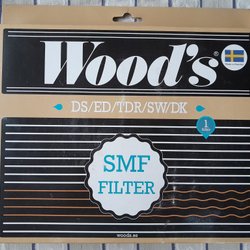 Wood's
DS/ED/TDR/SW/DK
1
SMF
FILTER
woods.se